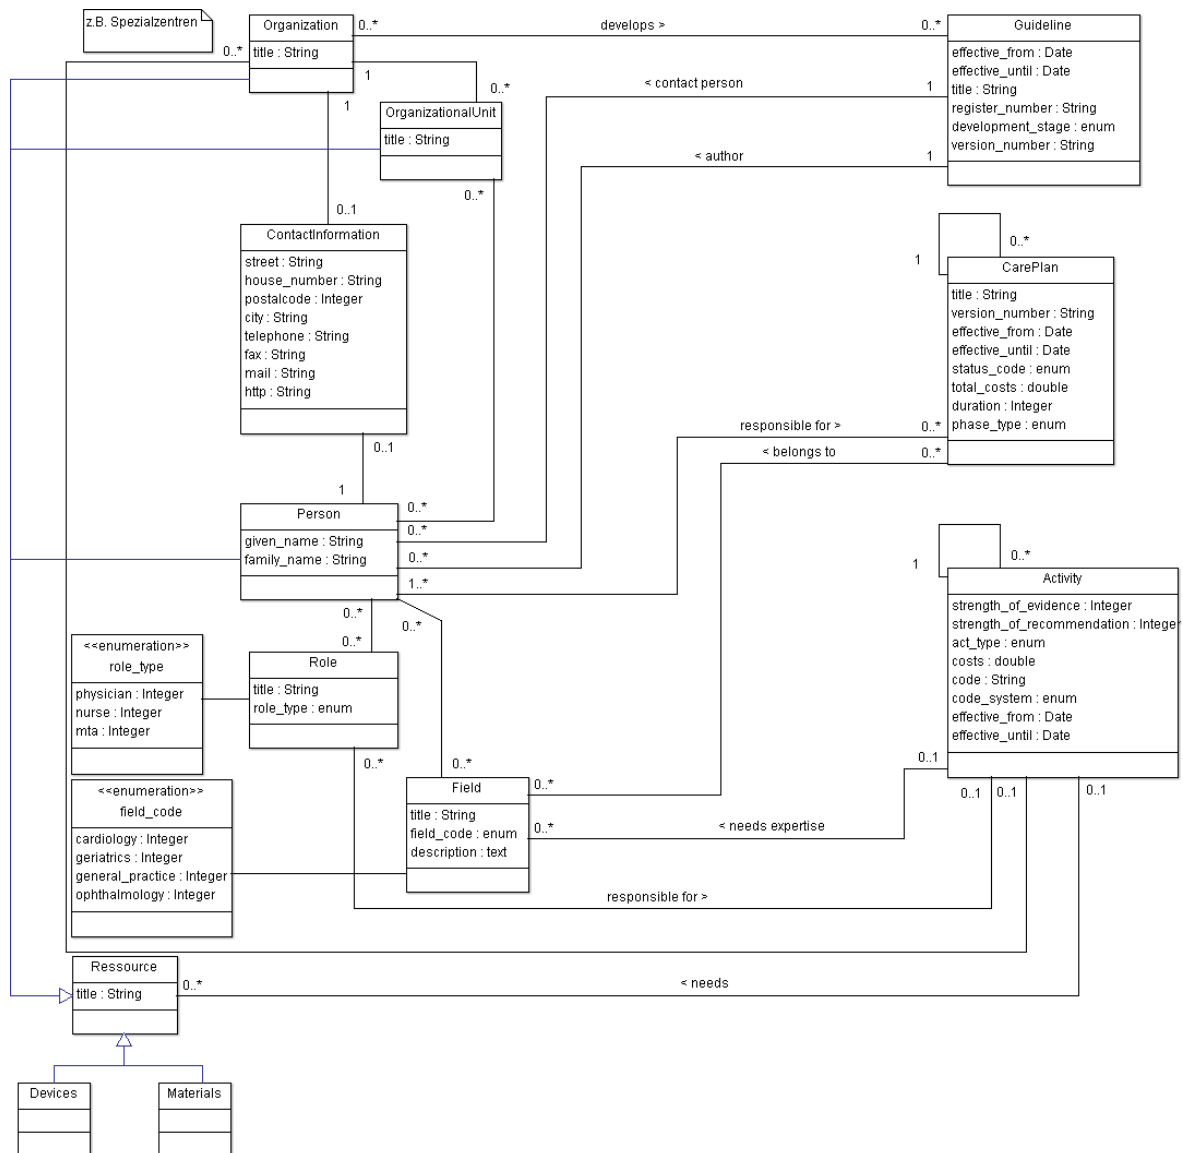 z.B. Spezialzentren
Organization
title : String
0..*
develops >
0..*
Guideline
effective_from : Date
effective_until : Date
title : String
register_number : String
development_stage : enum
version_number : String
0..*
1
0..*
1
OrganizationalUnit
title : String
0..*
< contact person
1
< author
1
0..1
ContactInformation
street : String
house_number : String
postalcode : Integer
city : String
telephone : String
fax : String
mail : String
http : String
0..1
1
0..*
1
CarePlan
title : String
version_number : String
effective_from : Date
effective_until : Date
status_code : enum
total_costs : double
duration : Integer
phase_type : enum
responsible for >
0..*
< belongs to
0..*
Person
given_name : String
family_name : String
0..*
0..*
0..*
1..*
0..*
0..*
0..*
0..*
1
Activity
strength_of_evidence : Integer
strength_of_recommendation : Integer
act_type : enum
costs : double
code : String
code_system : enum
effective_from : Date
effective_until : Date
<<enumeration>>
role_type
physician : Integer
nurse : Integer
mta : Integer
Role
title : String
role_type : enum
0..*
0..*
0..1
<<enumeration>>
field_code
cardiology : Integer
geriatrics : Integer
general_practice : Integer
ophthalmology : Integer
Field
title : String
field_code : enum
description : text
0..*
0..*
< needs expertise
0..1
0..1
0..1
responsible for >
Ressource
title : String
0..*
< needs
Devices
Materials